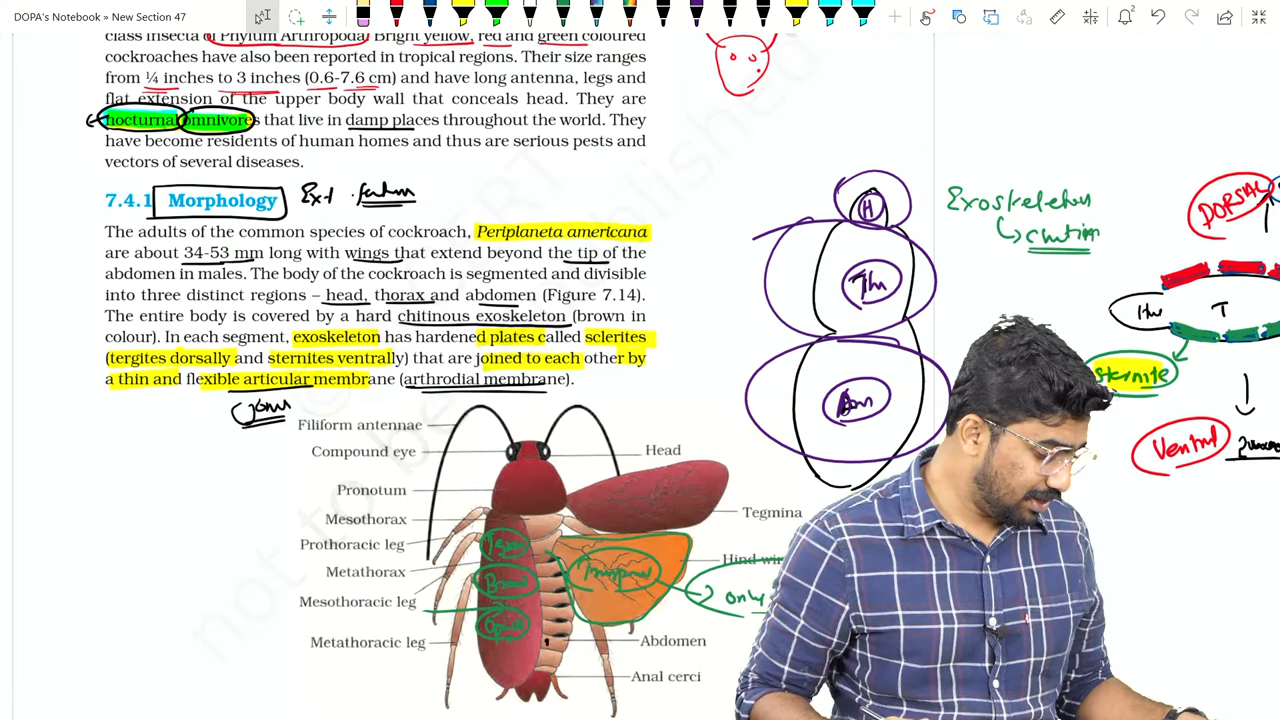 DOPA's Notebook » New Section 47
class Insecta of Phylum Arthropoda. Bright yellow, red and green coloured
cockroaches have also been reported in tropical regions. Their size ranges
from ¼ inches to 3 inches (0.6-7.6 cm) and have long antenna, legs and
flat extension of the upper body wall that conceals head. They are
nocturnal omnivores that live in damp places throughout the world. They
have become residents of human homes and thus are serious pests and
vectors of several diseases.
7.4.1 Morphology
The adults of the common species of cockroach, Periplaneta americana
are about 34-53 mm long with wings that extend beyond the tip of the
abdomen in males. The body of the cockroach is segmented and divisible
into three distinct regions – head, thorax and abdomen (Figure 7.14).
The entire body is covered by a hard chitinous exoskeleton (brown in
colour). In each segment, exoskeleton has hardened plates called sclerites
(tergites dorsally and sternites ventrally) that are joined to each other by
a thin and flexible articular membrane (arthrodial membrane).
Filiform antennae
Compound eye
Head
Pronotum
Tegmina
Mesothorax
Prothoracic leg
Hind wi
Metathorax
Mesothoracic leg
only
Metathoracic leg
Abdomen
Anal cerci
H
Exoskeleton
chitin
DORSAL
T
sternite
Ventral
not to be